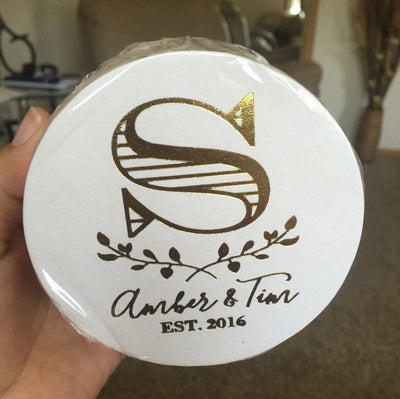 S
Amber & Tim
EST. 2016